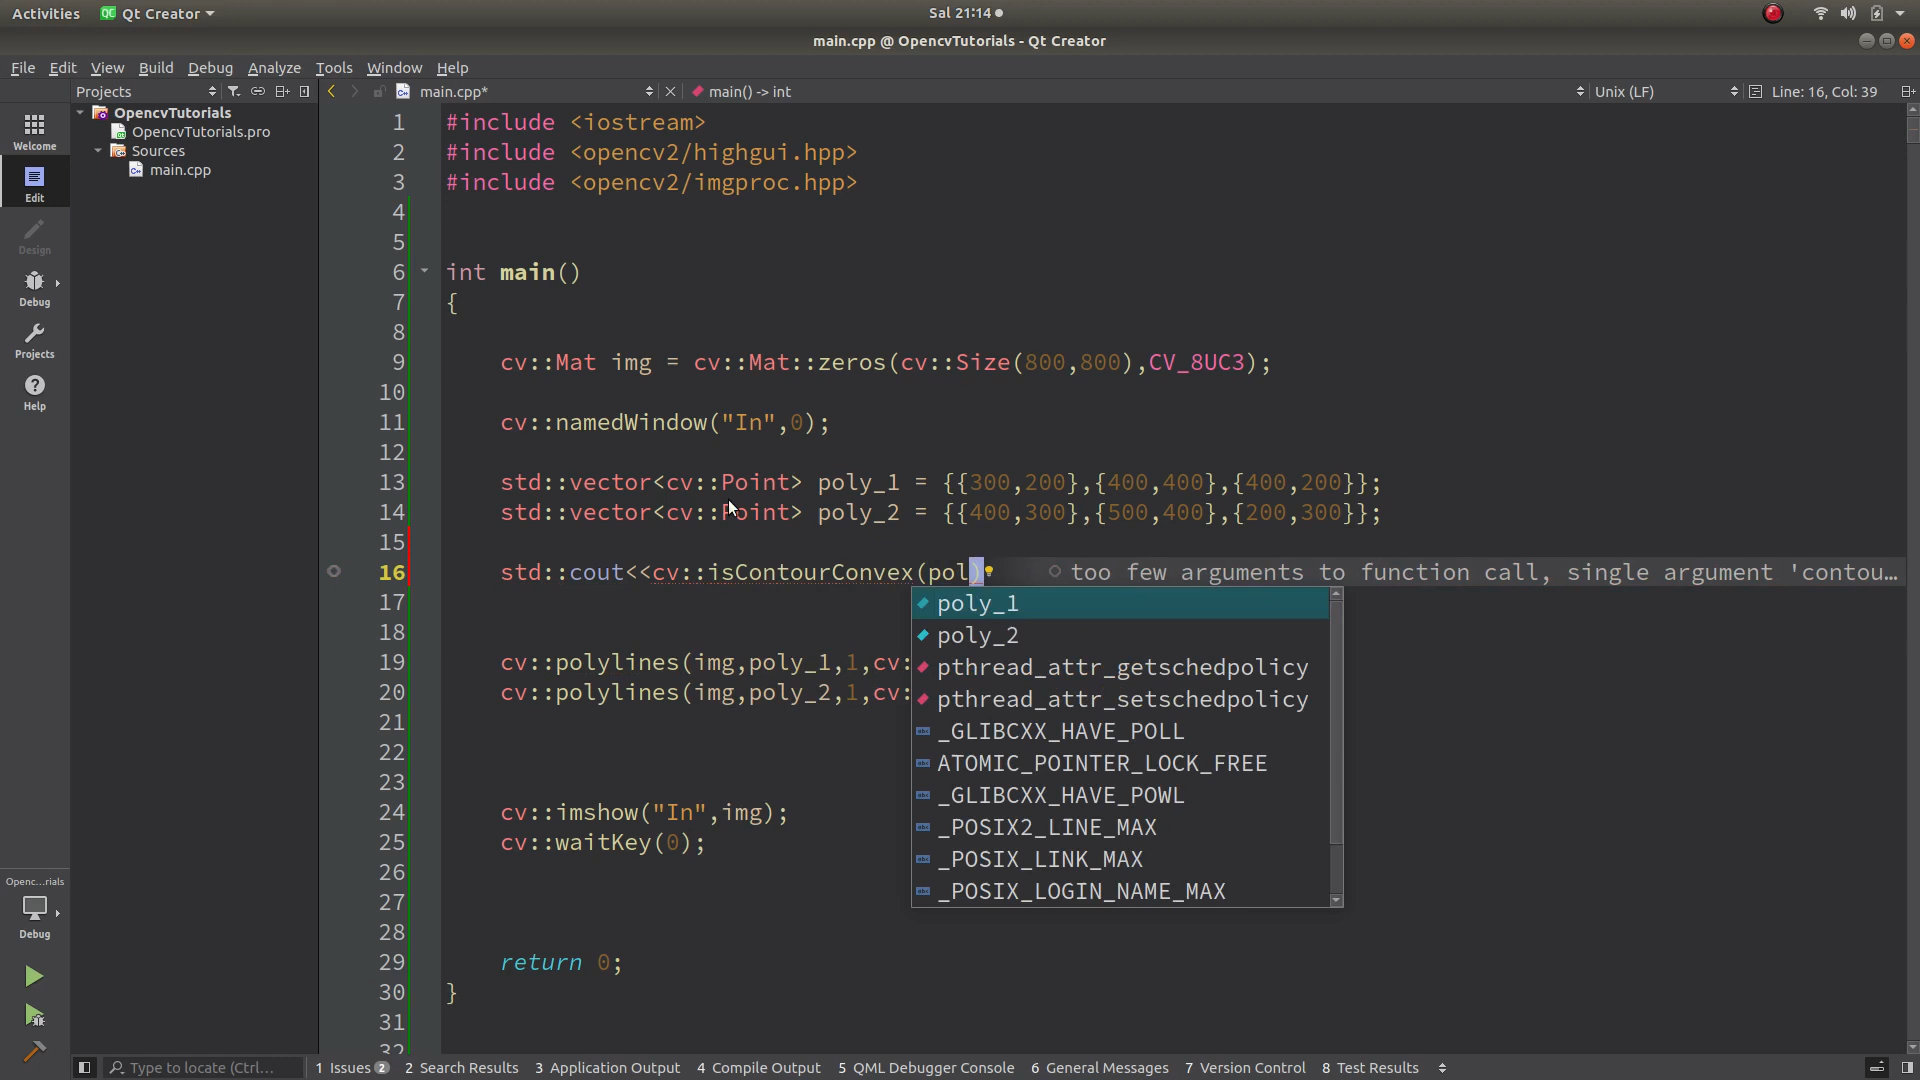 Activities
Qt Creator
Sal 21:14
main.cpp @ OpencvTutorials - Qt Creator
File Edit View Build Debug Analyze Tools Window Help
Projects
main.cpp*
main() -> int
Unix (LF)
Line: 16, Col: 39
Welcome
Edit
Design
Debug
Projects
Help
OpencvTutorials
OpencvTutorials.pro
Sources
main.cpp
1 #include <iostream>
2 #include <opencv2/highgui.hpp>
3 #include <opencv2/imgproc.hpp>
4
5
6 int main()
7 {
8
9 cv::Mat img = cv::Mat::zeros(cv::Size(800,800),CV_8UC3);
10
11 cv::namedWindow("In",0);
12
13 std::vector<cv::Point> poly_1 = {{300,200},{400,400},{400,200}};
14 std::vector<cv::Point> poly_2 = {{400,300},{500,400},{200,300}};
15
16 std::cout<<cv::isContourConvex(pol) too few arguments to function call, single argument 'contou…
17
18
19 cv::polylines(img,poly_1,1,cv:
20 cv::polylines(img,poly_2,1,cv:
21
22
23
24 cv::imshow("In",img);
25 cv::waitKey(0);
26
27
28
29 return 0;
30 }
31
32
poly_1
poly_2
pthread_attr_getschedpolicy
pthread_attr_setschedpolicy
_GLIBCXX_HAVE_POLL
ATOMIC_POINTER_LOCK_FREE
_GLIBCXX_HAVE_POWL
_POSIX2_LINE_MAX
_POSIX_LINK_MAX
_POSIX_LOGIN_NAME_MAX
Openc...rials
Debug
Type to locate (Ctrl...
1 Issues 2
2 Search Results
3 Application Output
4 Compile Output
5 QML Debugger Console
6 General Messages
7 Version Control
8 Test Results